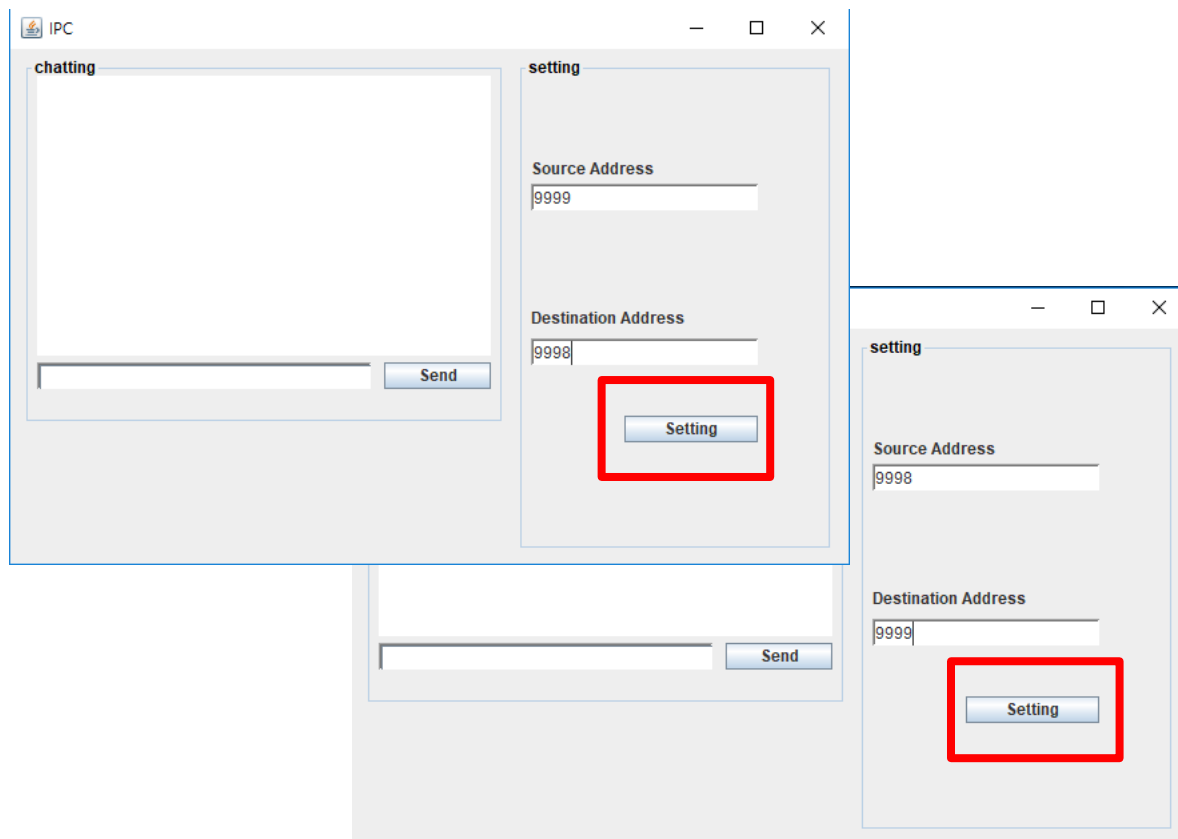 IPC
chatting
setting
Source Address
9999
Destination Address
9998
Send
Setting
setting
Source Address
9998
Destination Address
9999
Send
Setting